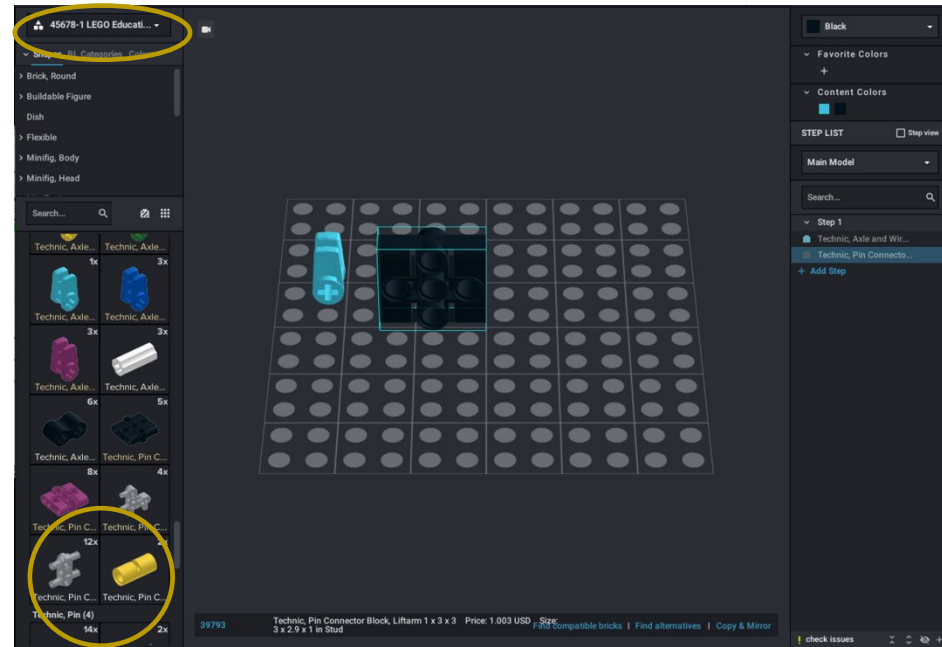 45678-1 LEGO Educati...
Shapes BL Categories Colors
Brick, Round
Buildable Figure
Dish
Flexible
Minifig, Body
Minifig, Head
Search...
Technic, Axle... Technic, Axle...
1x 3x
Technic, Axle... Technic, Axle...
3x 3x
Technic, Axle... Technic, Axle...
6x 5x
Technic, Axle... Technic, Pin C...
8x 4x
Technic, Pin C... Technic, Pin C...
12x 2x
Technic, Pin C... Technic, Pin C...
Technic, Pin (4)
14x 2x
39793
Technic, Pin Connector Block, Liftarm 1 x 3 x 3 Price: 1.003 USD Size:
3 x 2.9 x 1 in Stud
Find compatible bricks | Find alternatives | Copy & Mirror
Black
Favorite Colors
+
Content Colors
STEP LIST Step view
Main Model
Search...
Step 1
Technic, Axle and Wir...
Technic, Pin Connecto...
+ Add Step
! check issues